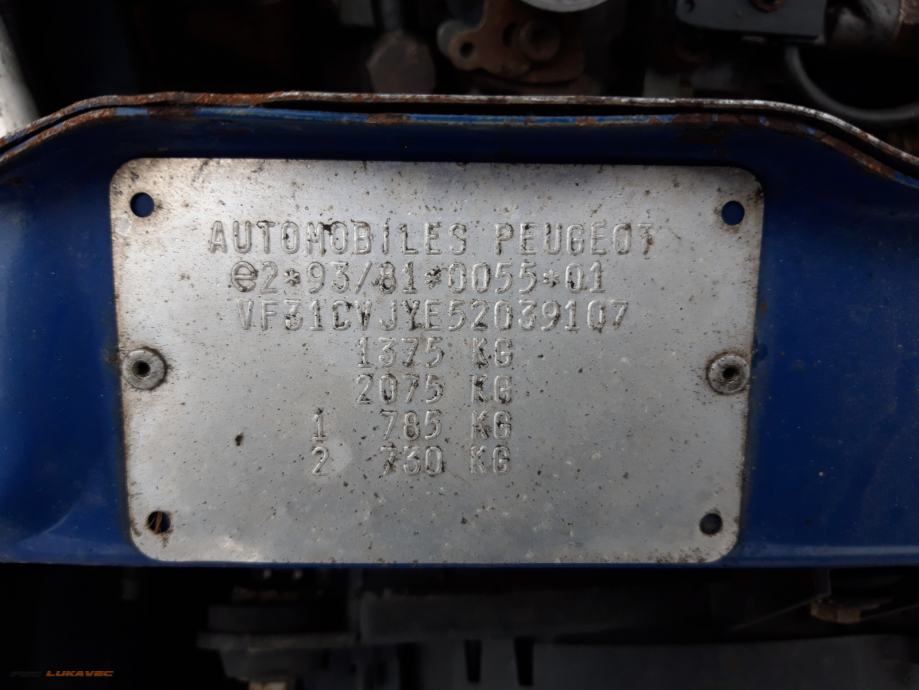 AUTOMOBILES PEUGEOT
e2*93/81*0055*01
VF31CVJYE52039107
1375 KG
2075 KG
1 785 KG
2 730 KG
LUKAVEC